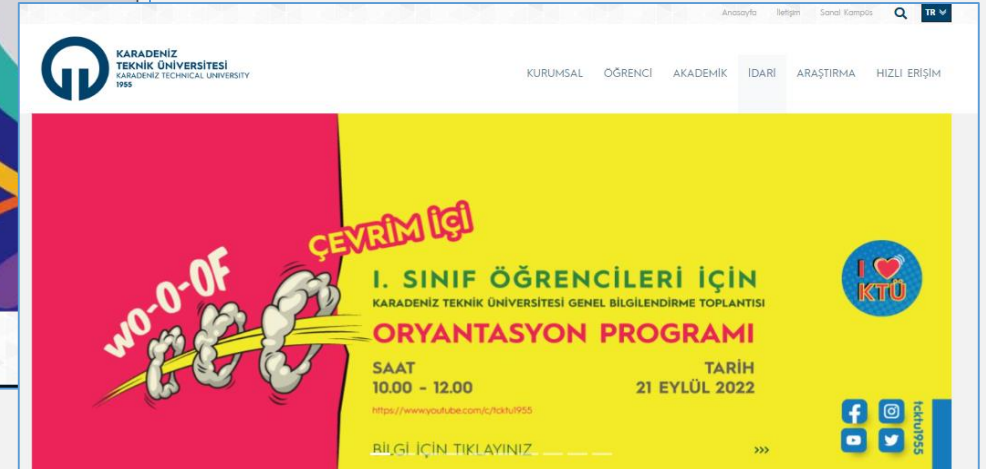 Anasayfa İletişim Sanal Kampüs TR
KARADENİZ
TEKNİK ÜNİVERSİTESİ
KARADENIZ TECHNICAL UNIVERSITY
1955
KURUMSAL ÖĞRENCİ AKADEMİK İDARİ ARAŞTIRMA HIZLI ERİŞİM
ÇEVRİM İÇİ
WO-O-OF
I. SINIF ÖĞRENCİLERİ İÇİN
KARADENİZ TEKNİK ÜNİVERSİTESİ GENEL BİLGİLENDİRME TOPLANTISI
ORYANTASYON PROGRAMI
SAAT TARİH
10.00 - 12.00 21 EYLÜL 2022
https://www.youtube.com/c/tcktu1955
BİLGİ İÇİN TIKLAYINIZ >>>
I
KTÜ
tcktu1955